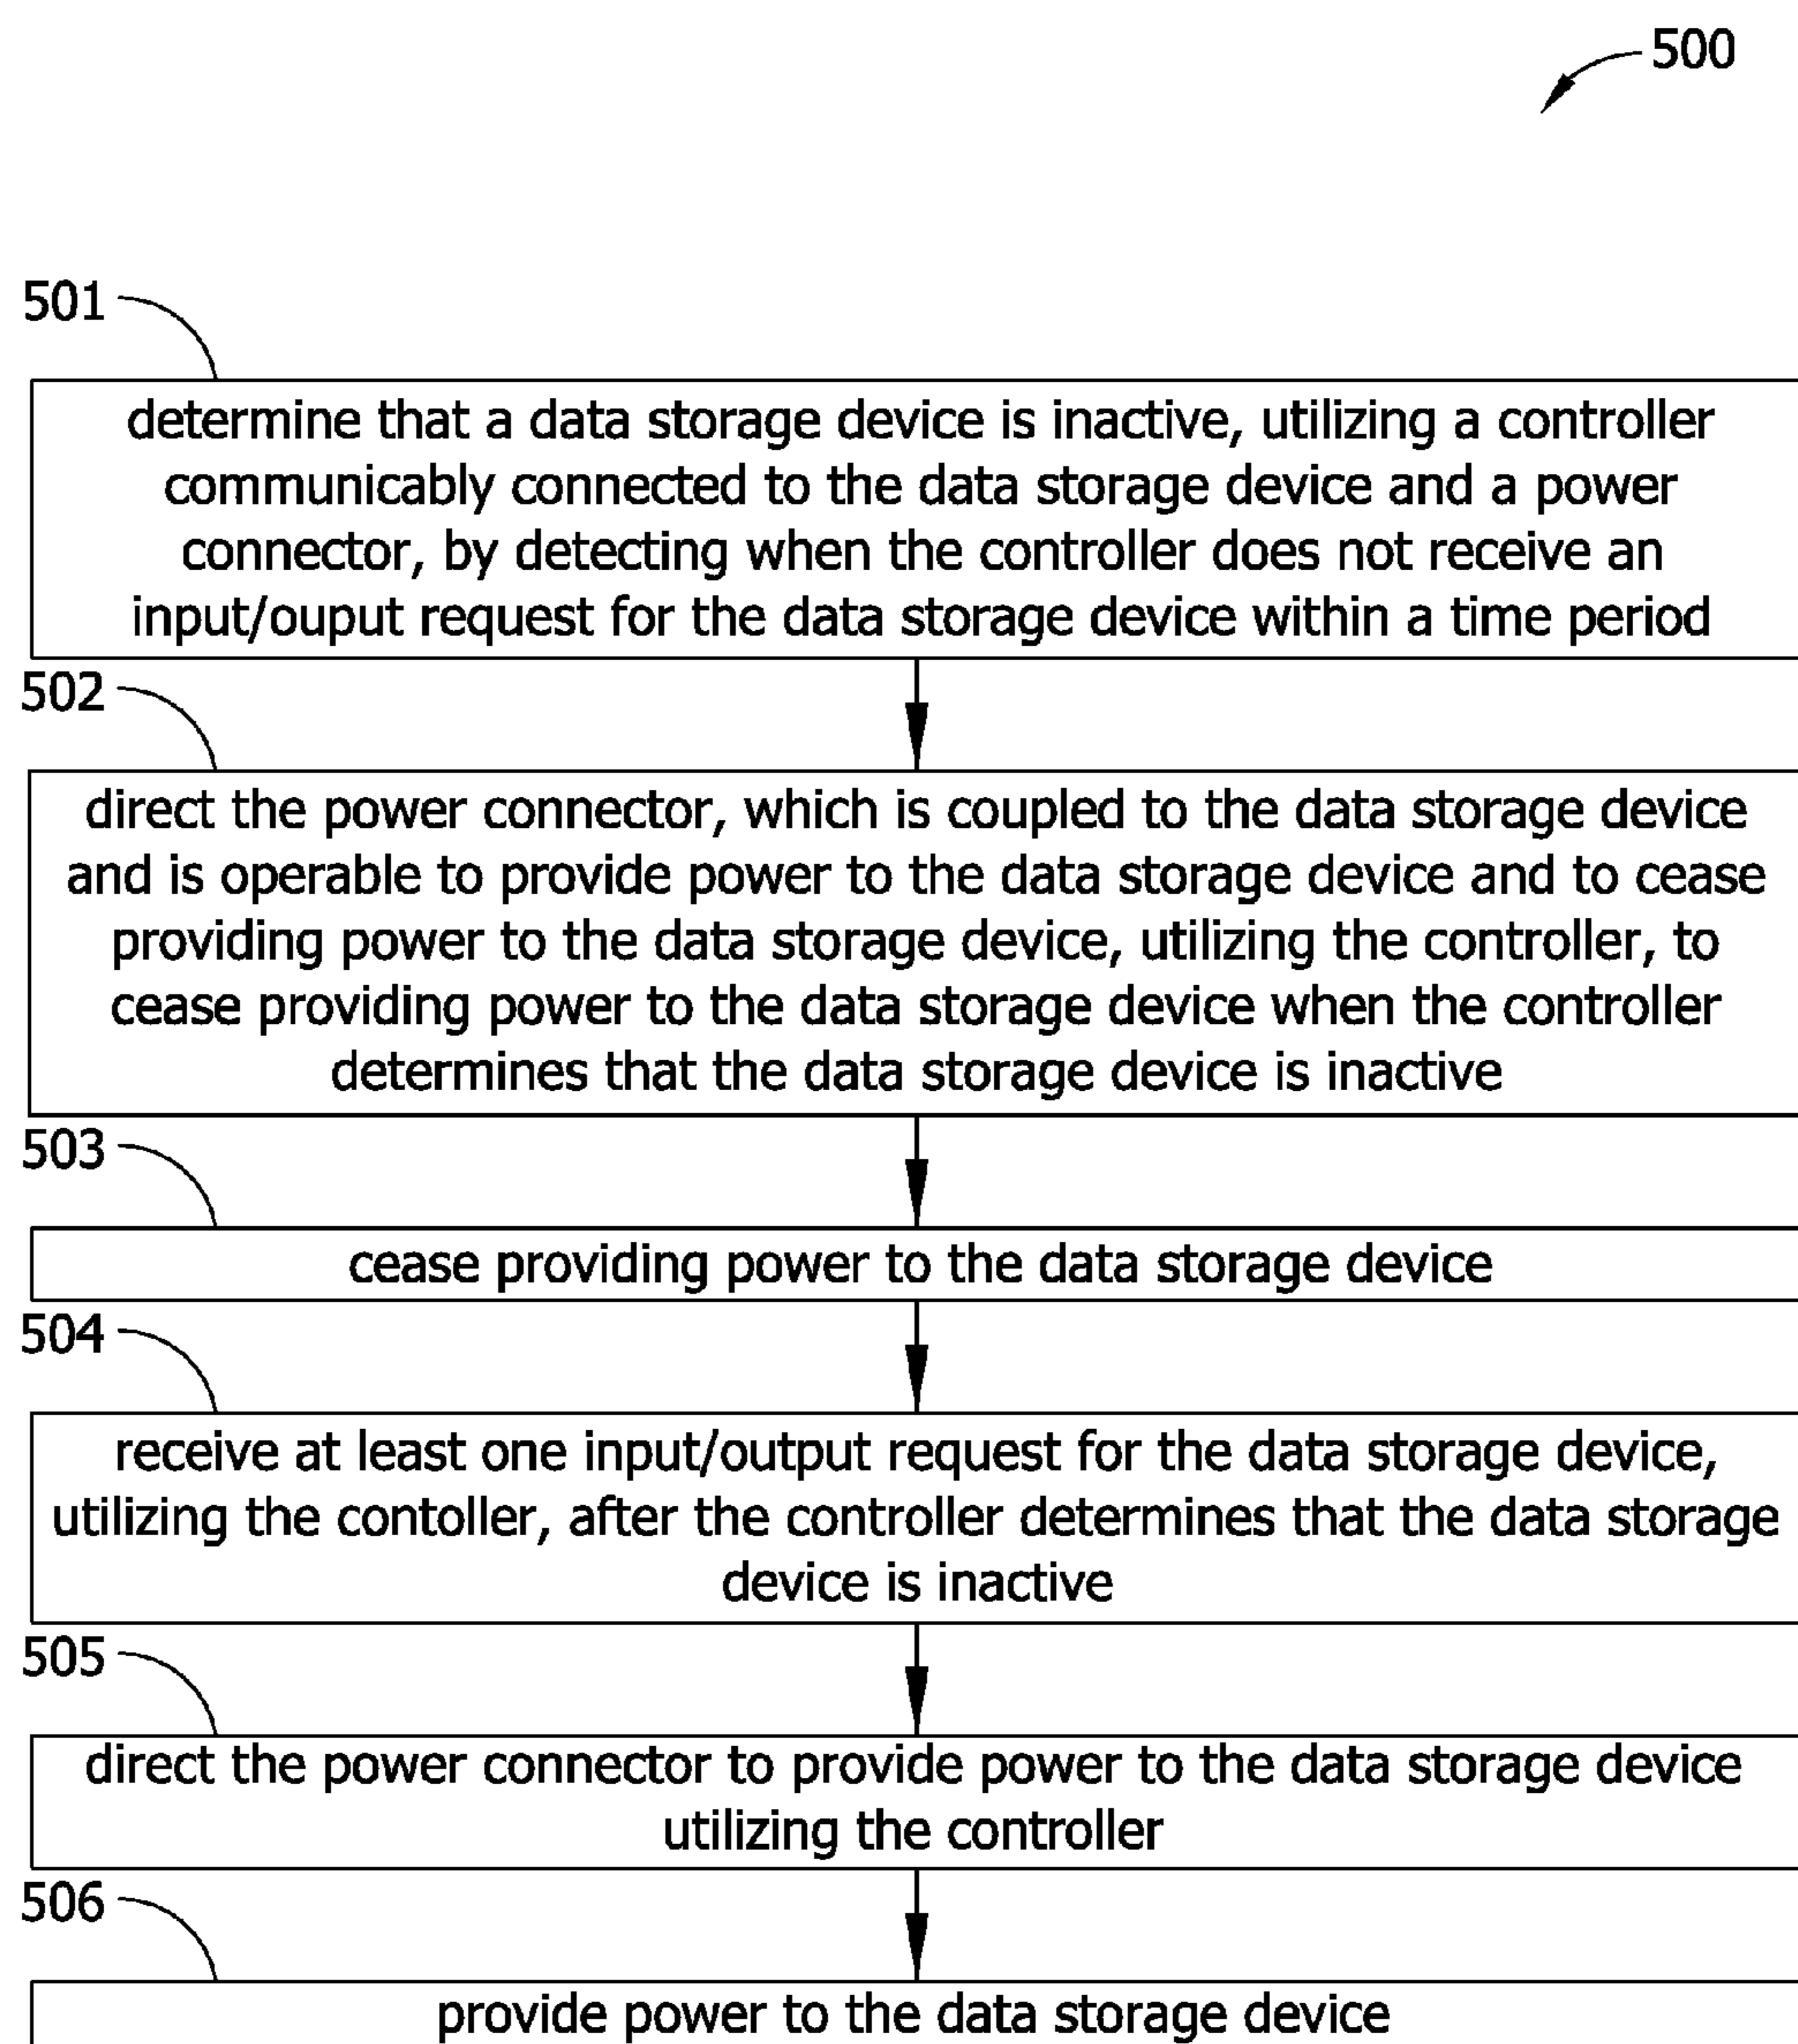 500
501
determine that a data storage device is inactive, utilizing a controller
communicably connected to the data storage device and a power
connector, by detecting when the controller does not receive an
input/ouput request for the data storage device within a time period
502
direct the power connector, which is coupled to the data storage device
and is operable to provide power to the data storage device and to cease
providing power to the data storage device, utilizing the controller, to
cease providing power to the data storage device when the controller
determines that the data storage device is inactive
503
cease providing power to the data storage device
504
receive at least one input/output request for the data storage device,
utilizing the contoller, after the controller determines that the data storage
device is inactive
505
direct the power connector to provide power to the data storage device
utilizing the controller
506
provide power to the data storage device